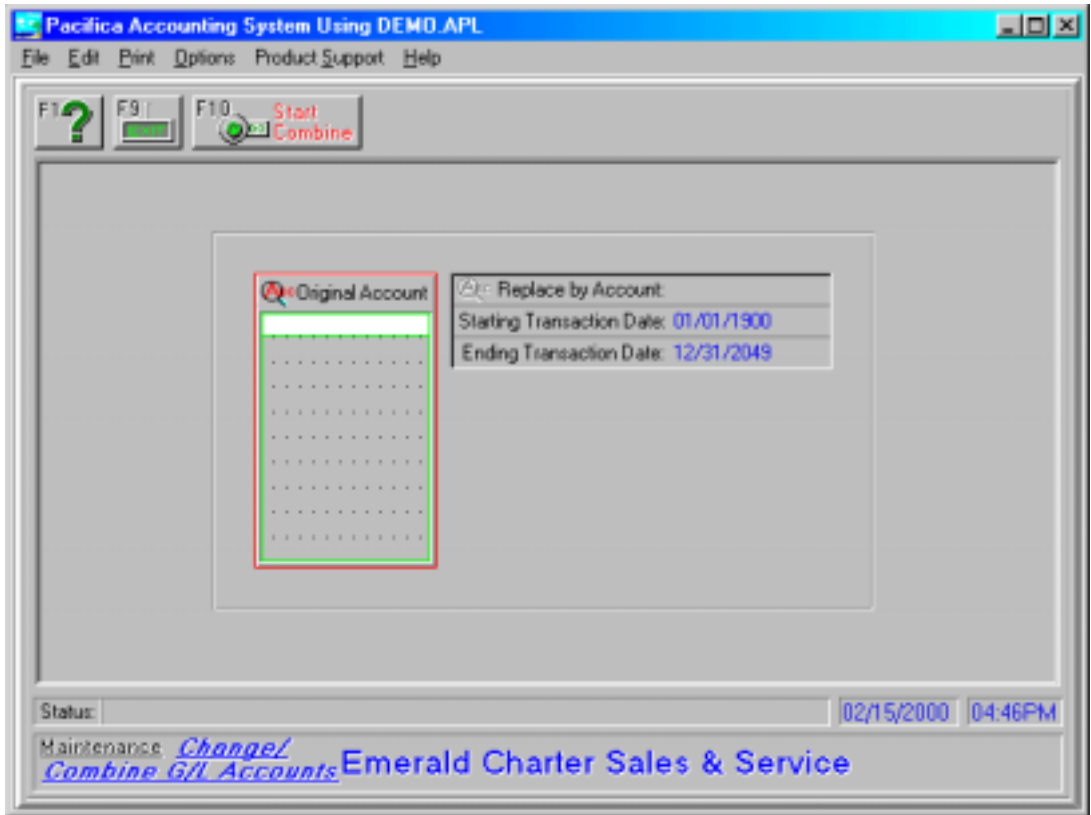 Pacifica Accounting System Using DEMO.APL
File Edit Print Options Product Support Help
F1 ? F9 EXIT F10 Start
Combine
Original Account
Replace by Account:
Starting Transaction Date: 01/01/1900
Ending Transaction Date: 12/31/2049
Status: 02/15/2000 04:46PM
Maintenance Change/
Combine G/L Accounts Emerald Charter Sales & Service